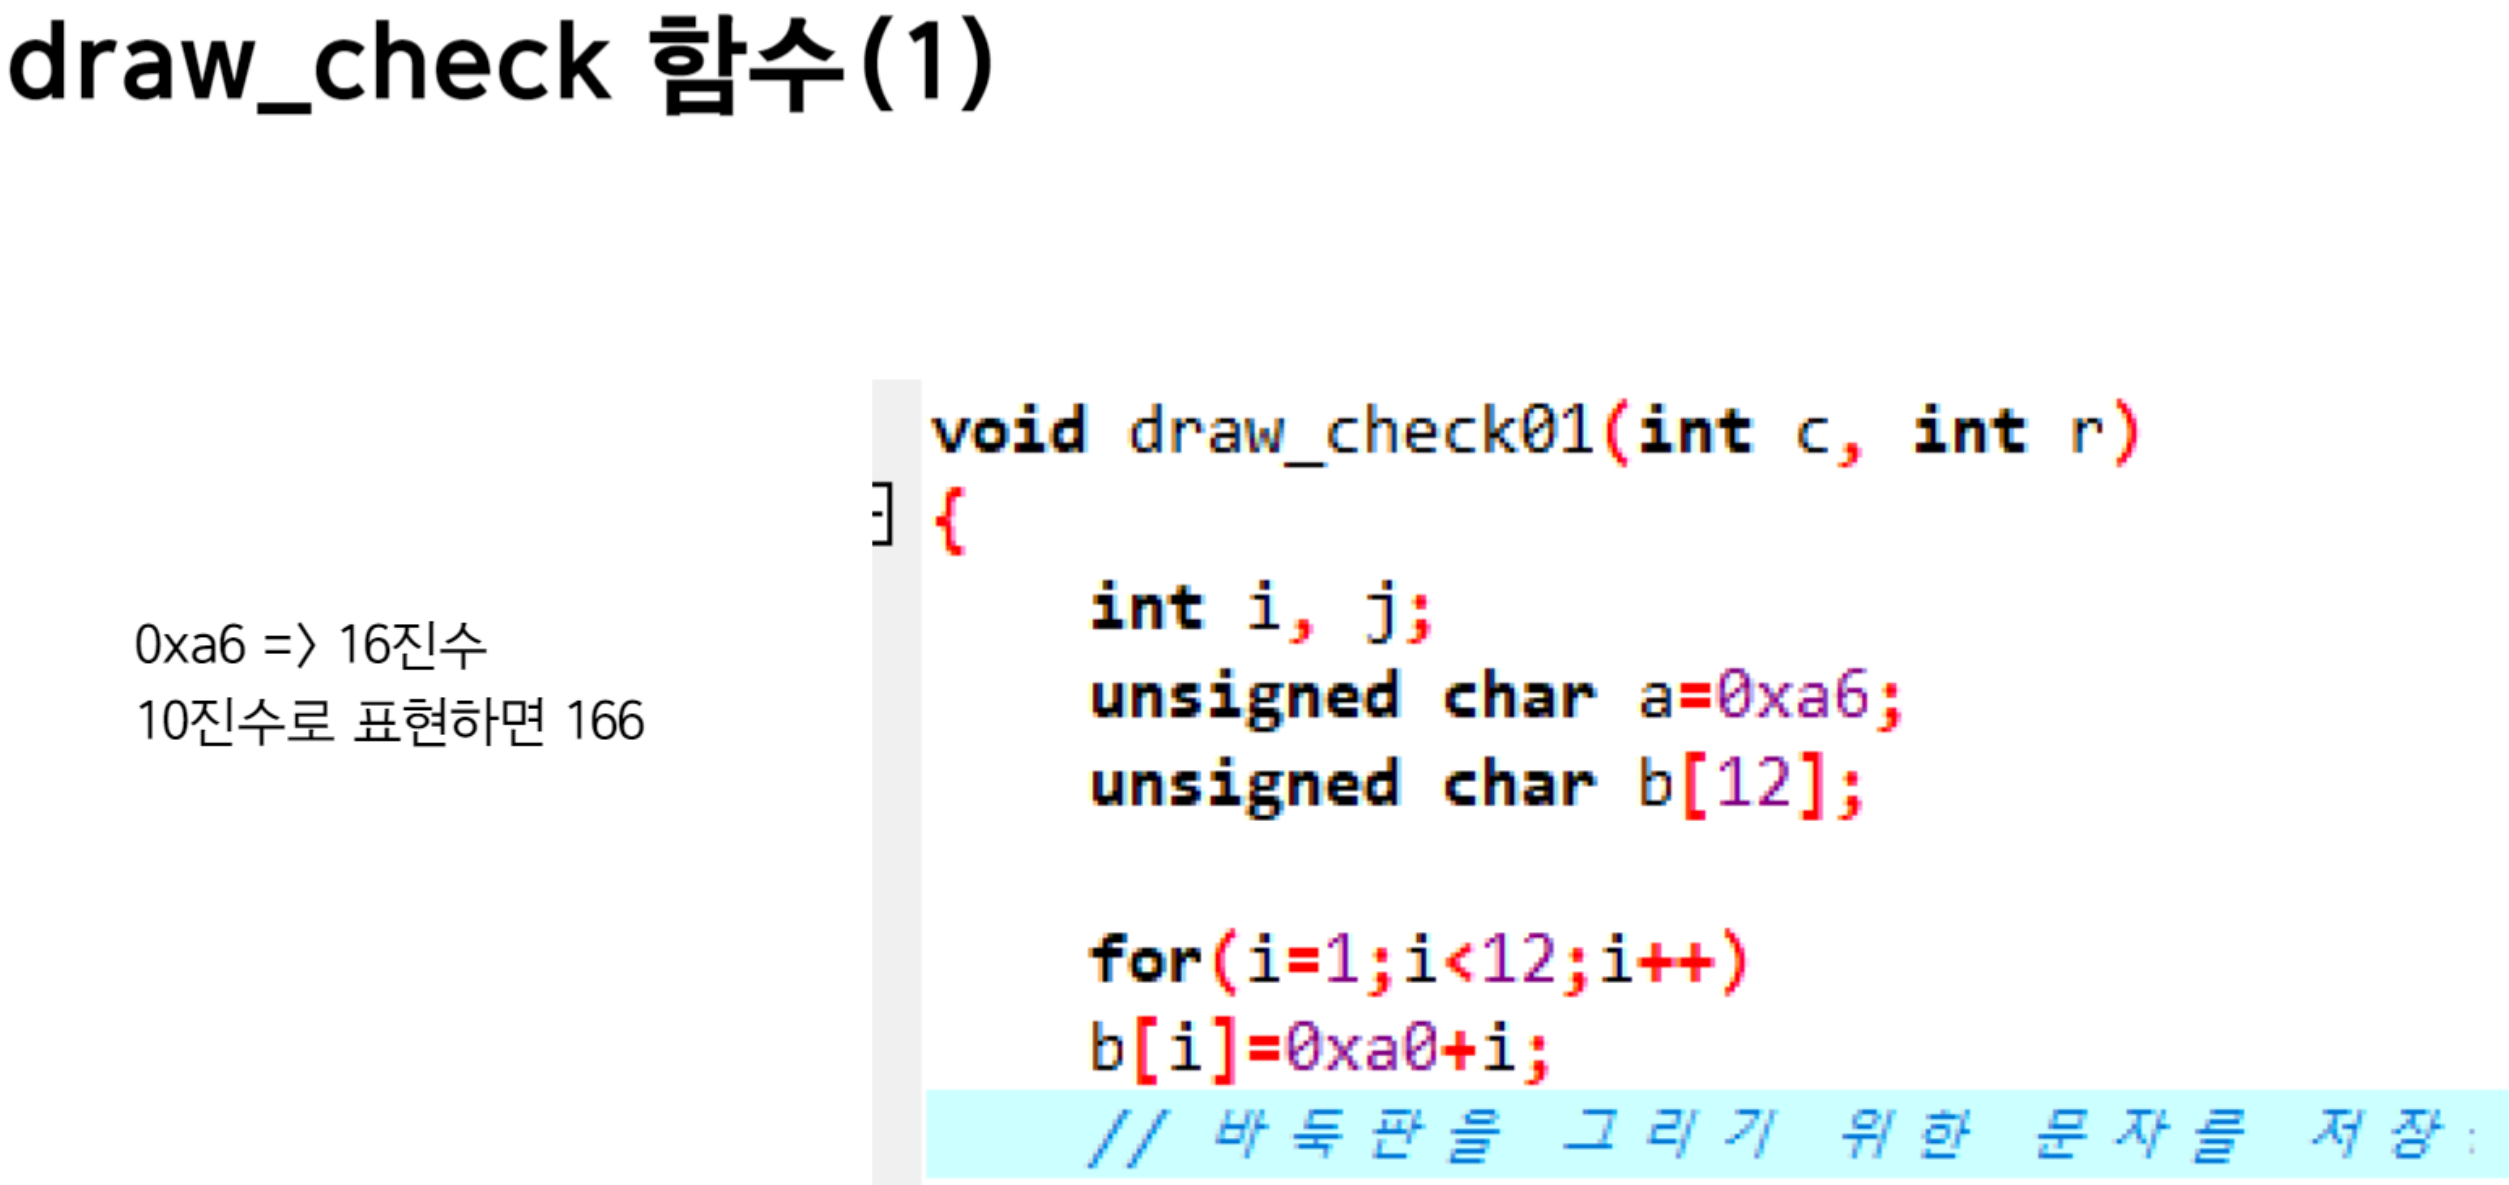 draw_check 함수(1)
0xa6 => 16진수
10진수로 표현하면 166
void draw_check01(int c, int r)
{
int i, j;
unsigned char a=0xa6;
unsigned char b[12];
for(i=1;i<12;i++)
b[i]=0xa0+i;
// 바둑판을 그리기 위한 문자를 저장